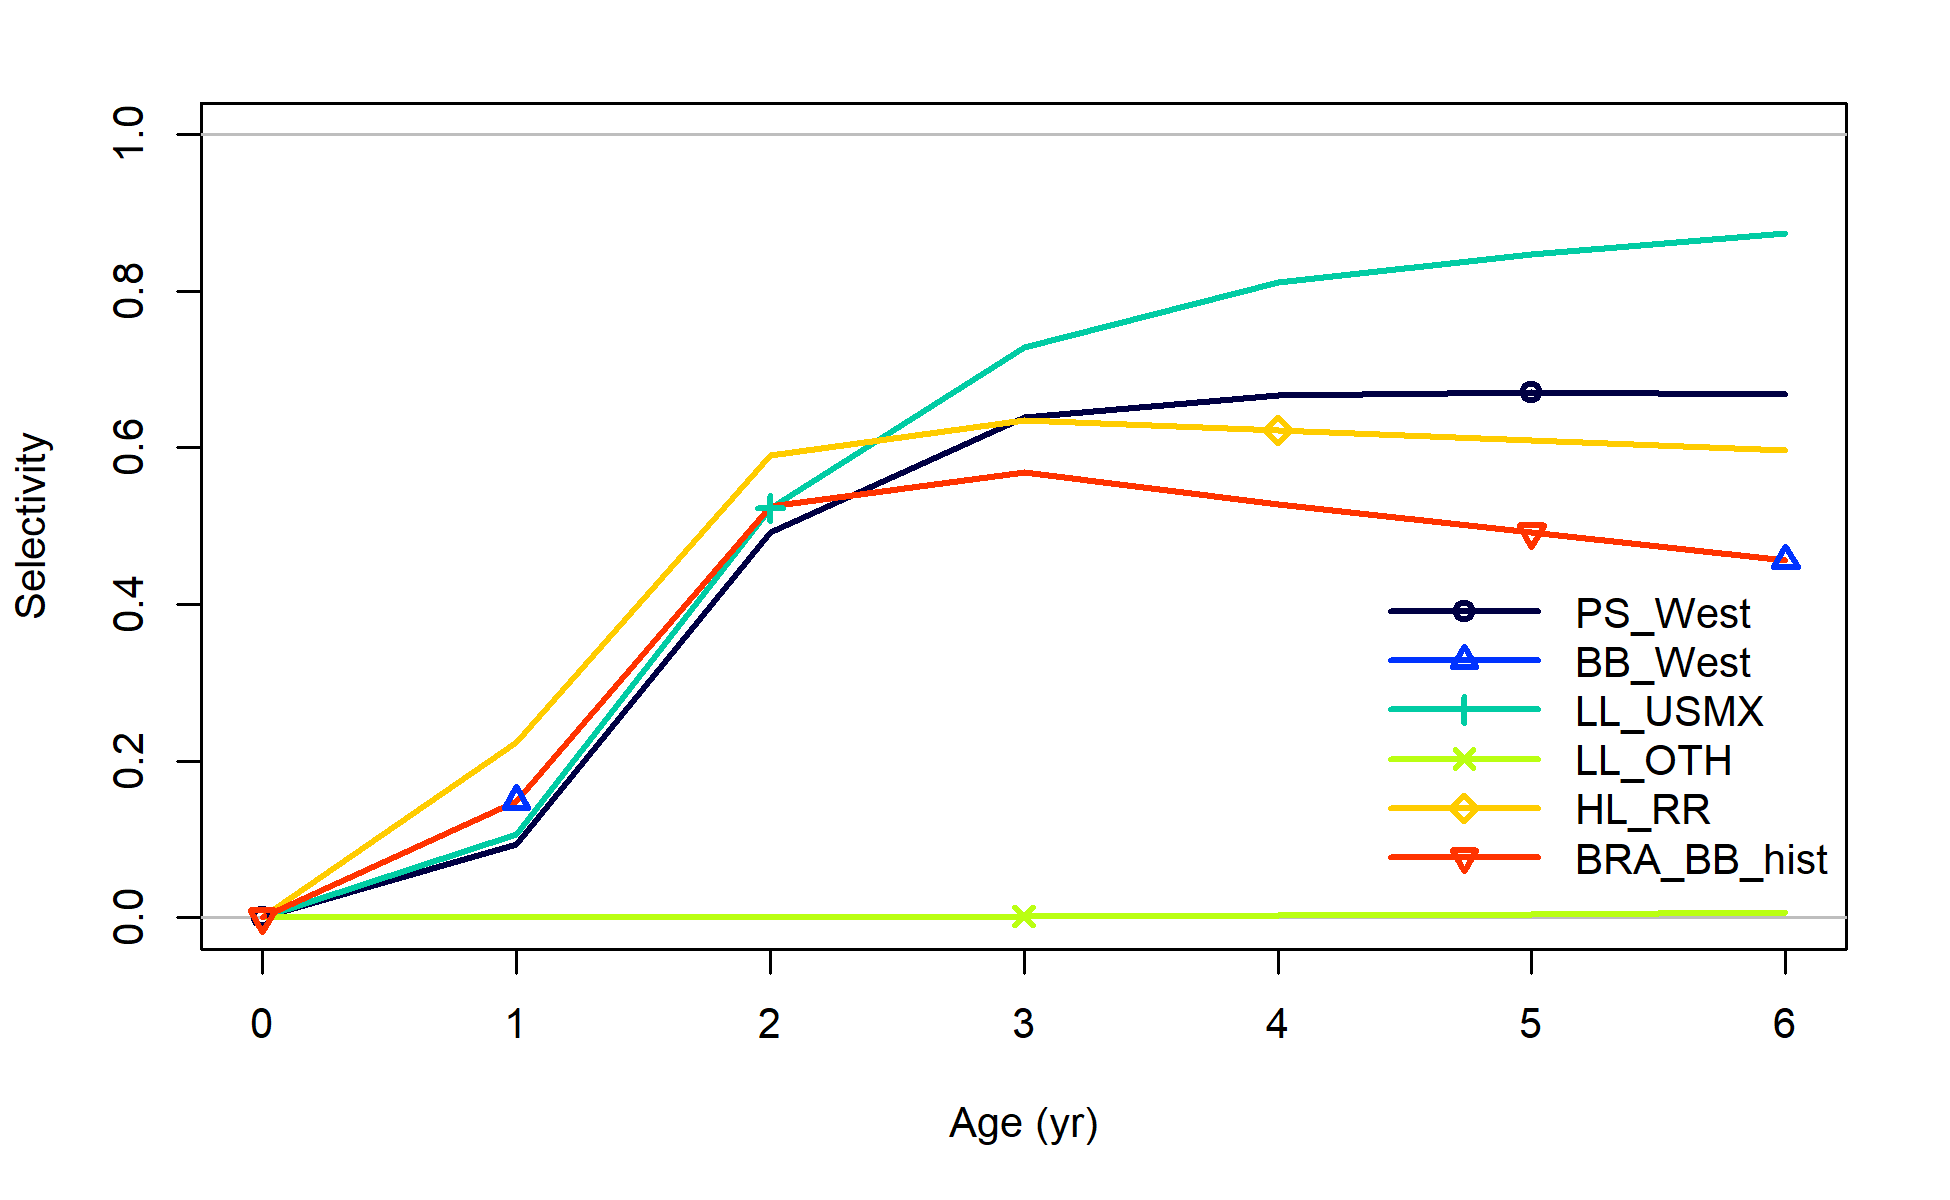 1.0
0.8
0.6
0.4
0.2
0.0
Selectivity
PS_West
BB_West
LL_USMX
LL_OTH
HL_RR
BRA_BB_hist
0 1 2 3 4 5 6
Age (yr)